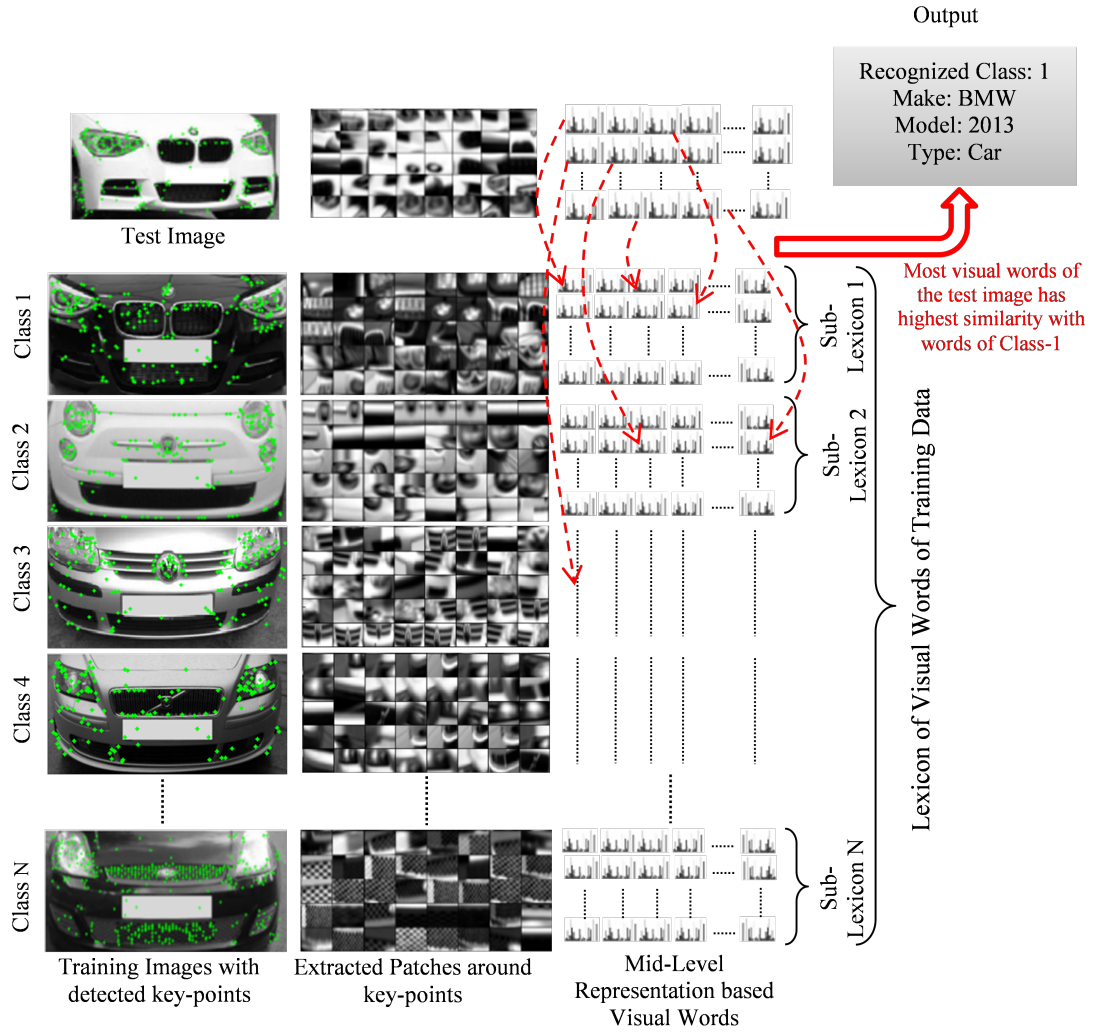 Output
Recognized Class: 1
Make: BMW
Model: 2013
Type: Car
Test Image
Most visual words of
the test image has
highest similarity with
words of Class-1
Class 1
Class 2
Class 3
Class 4
Class N
Sub-
Lexicon 1
Sub-
Lexicon 2
Sub-
Lexicon N
Lexicon of Visual Words of Training Data
Training Images with
detected key-points
Extracted Patches around
key-points
Mid-Level
Representation based
Visual Words